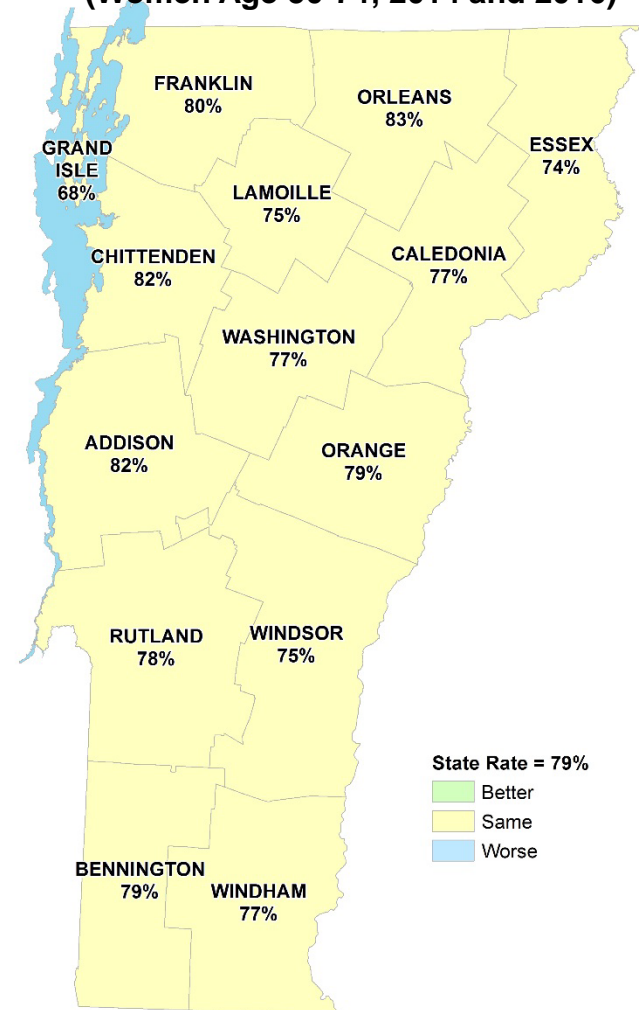 FRANKLIN
80%
ORLEANS
83%
ESSEX
74%
GRAND
ISLE
68%
LAMOILLE
75%
CHITTENDEN
82%
CALEDONIA
77%
WASHINGTON
77%
ADDISON
82%
ORANGE
79%
RUTLAND
78%
WINDSOR
75%
State Rate = 79%
Better
Same
Worse
BENNINGTON
79%
WINDHAM
77%